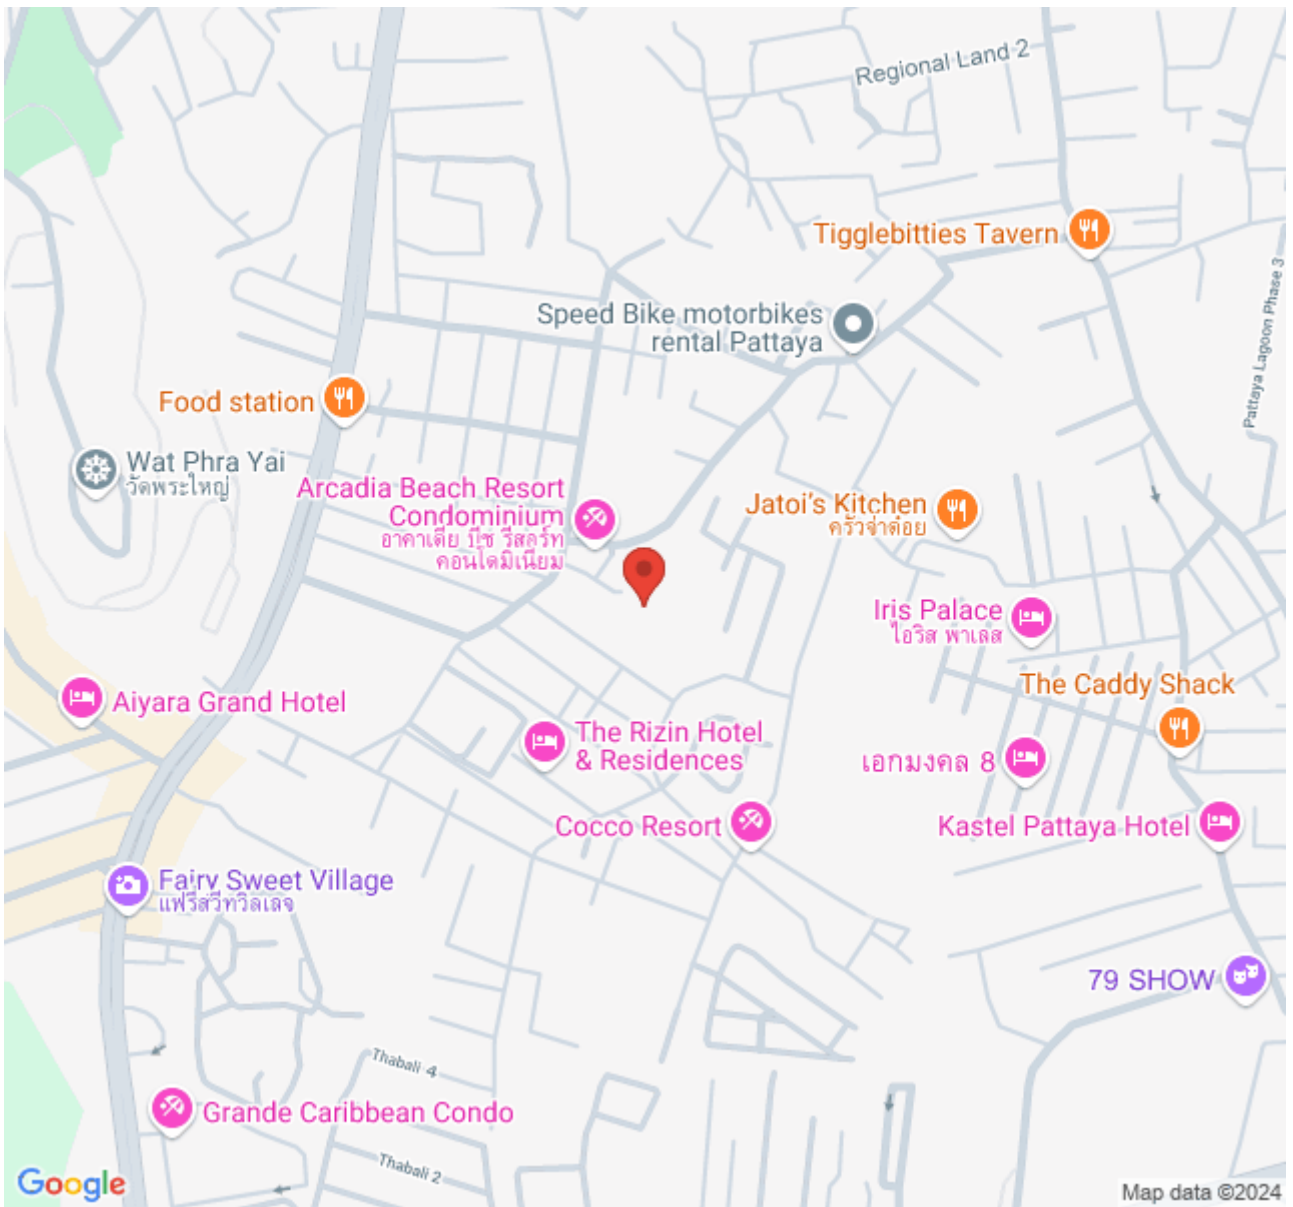 Regional Land 2
Tigglebitties Tavern
Pattaya Lagoon Phase 3
Speed Bike motorbikes
rental Pattaya
Food station
Wat Phra Yai
วัดพระใหญ่
Arcadia Beach Resort
Condominium
อาคาเดีย บีช รีสอร์ท
คอนโดมิเนียม
Jatoi's Kitchen
ครัวจ่าต๋อย
Iris Palace
ไอริส พาเลส
The Caddy Shack
Aiyara Grand Hotel
The Rizin Hotel
& Residences
เอกมงคล 8
Cocco Resort
Kastel Pattaya Hotel
Fairy Sweet Village
แฟรี่สวีทวิลเลจ
79 SHOW
Thabali 4
Grande Caribbean Condo
Thabali 2
Google
Map data ©2024